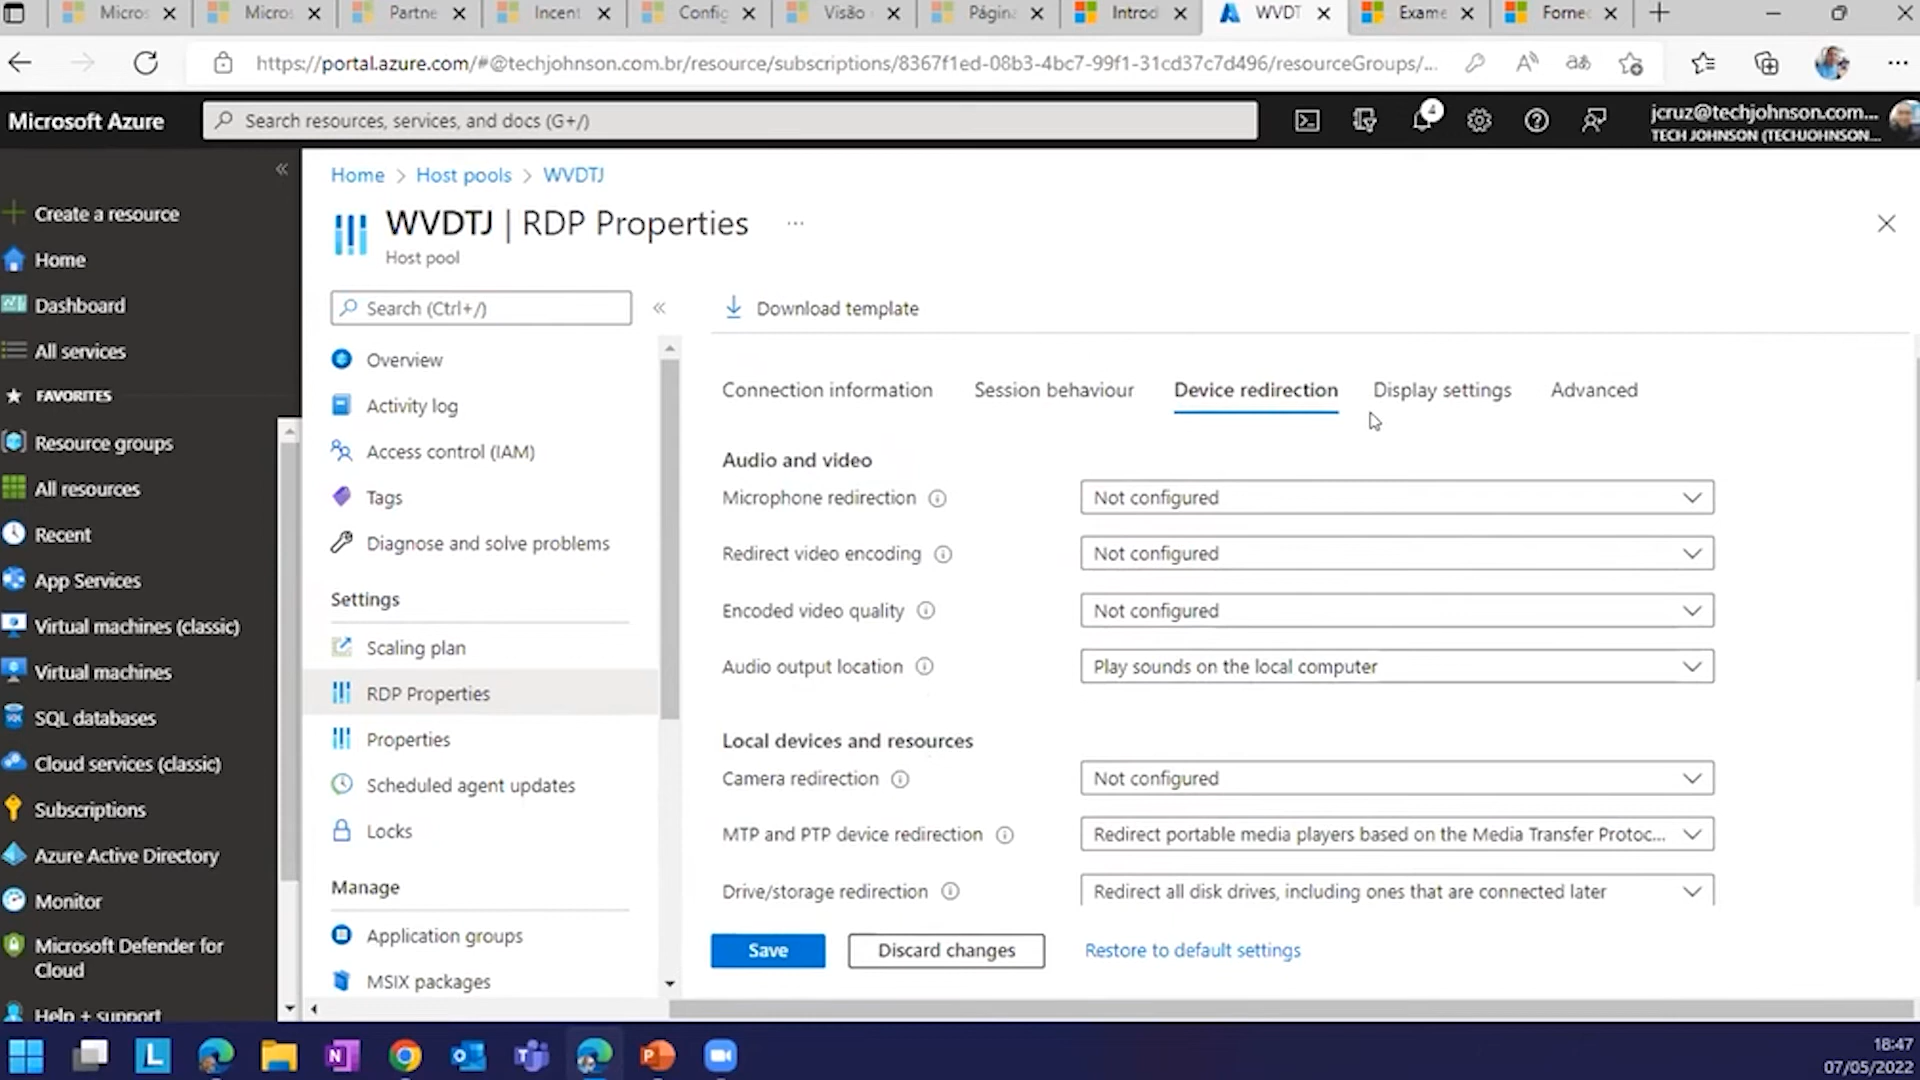 Micros
Micros
Partne
Incent
Config
Visão
Página
Introd
WVDT
Exame
Fornec
https://portal.azure.com/#@techjohnson.com.br/resource/subscriptions/8367f1ed-08b3-4bc7-99f1-31cd37c7d496/resourceGroups/...
Microsoft Azure
Search resources, services, and docs (G+/)
4
jcruz@techjohnson.com...
TECH JOHNSON (TECHJOHNSON...
Create a resource
Home
Dashboard
All services
FAVORITES
Resource groups
All resources
Recent
App Services
Virtual machines (classic)
Virtual machines
SQL databases
Cloud services (classic)
Subscriptions
Azure Active Directory
Monitor
Microsoft Defender for
Cloud
Help + support
Home > Host pools > WVDTJ
WVDTJ | RDP Properties ...
Host pool
Search (Ctrl+/)
Overview
Activity log
Access control (IAM)
Tags
Diagnose and solve problems
Settings
Scaling plan
RDP Properties
Properties
Scheduled agent updates
Locks
Manage
Application groups
MSIX packages
Download template
Connection information
Session behaviour
Device redirection
Display settings
Advanced
Audio and video
Microphone redirection
Not configured
Redirect video encoding
Not configured
Encoded video quality
Not configured
Audio output location
Play sounds on the local computer
Local devices and resources
Camera redirection
Not configured
MTP and PTP device redirection
Redirect portable media players based on the Media Transfer Protoc...
Drive/storage redirection
Redirect all disk drives, including ones that are connected later
Save
Discard changes
Restore to default settings
18:47
07/05/2022